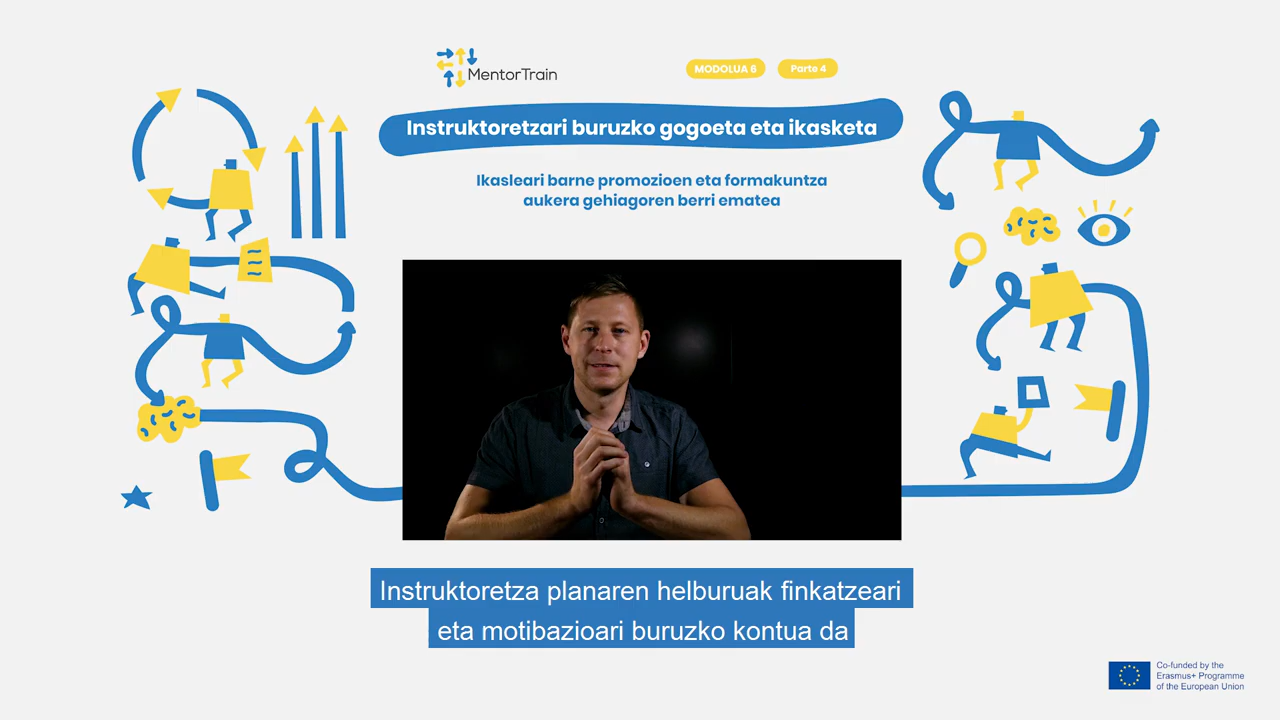 MentorTrain
MODOLUA 6
Parte 4
Instruktoretzari buruzko gogoeta eta ikasketa
Ikasleari barne promozioen eta formakuntza
aukera gehiagoren berri ematea
Instruktoretza planaren helburuak finkatzeari
eta motibazioari buruzko kontua da
Co-funded by the
Erasmus+ Programme
of the European Union